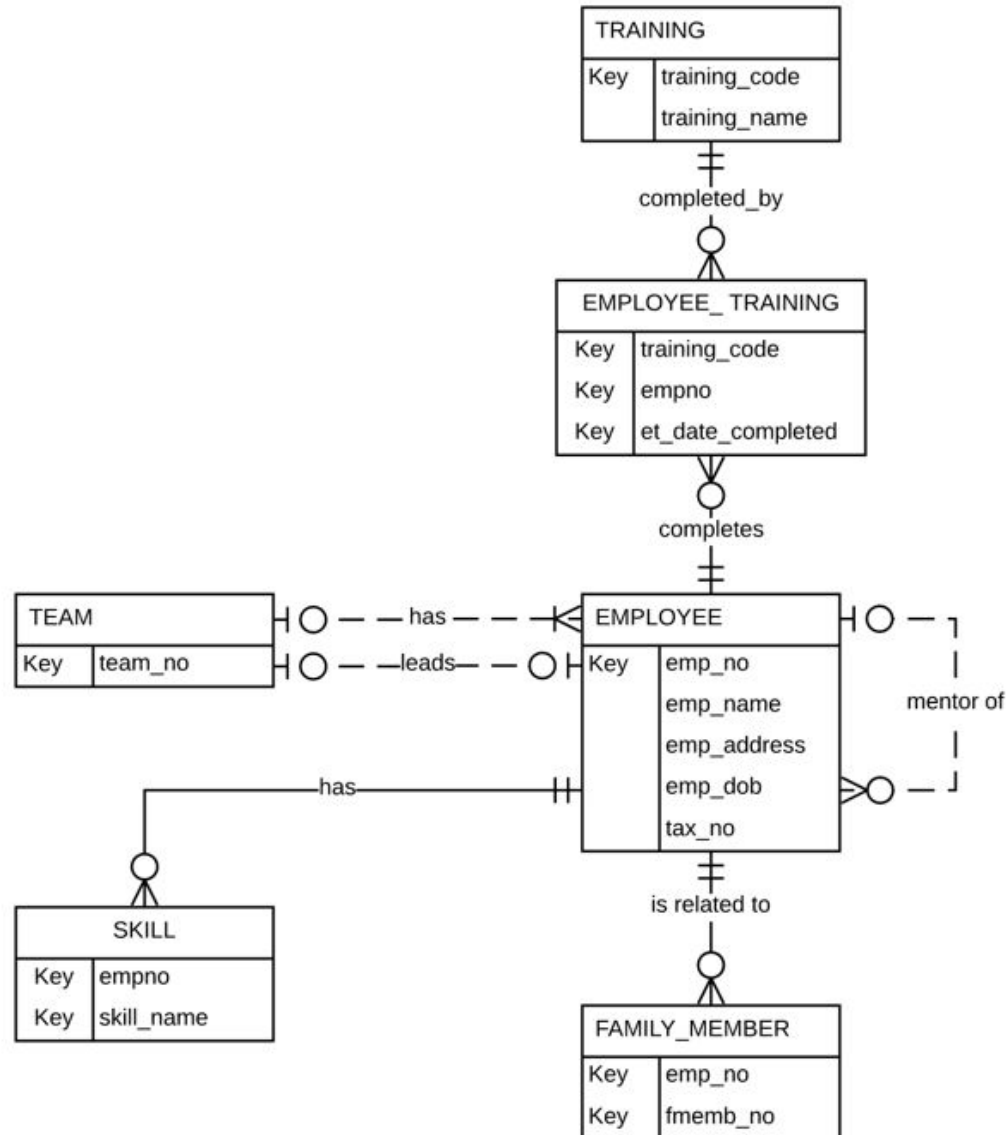 TRAINING
Key training_code
training_name
completed_by
EMPLOYEE_ TRAINING
Key training_code
Key empno
Key et_date_completed
completes
TEAM
Key team_no
has
leads
EMPLOYEE
Key emp_no
emp_name
emp_address
emp_dob
tax_no
mentor of
has
is related to
SKILL
Key empno
Key skill_name
FAMILY_MEMBER
Key emp_no
Key fmemb_no